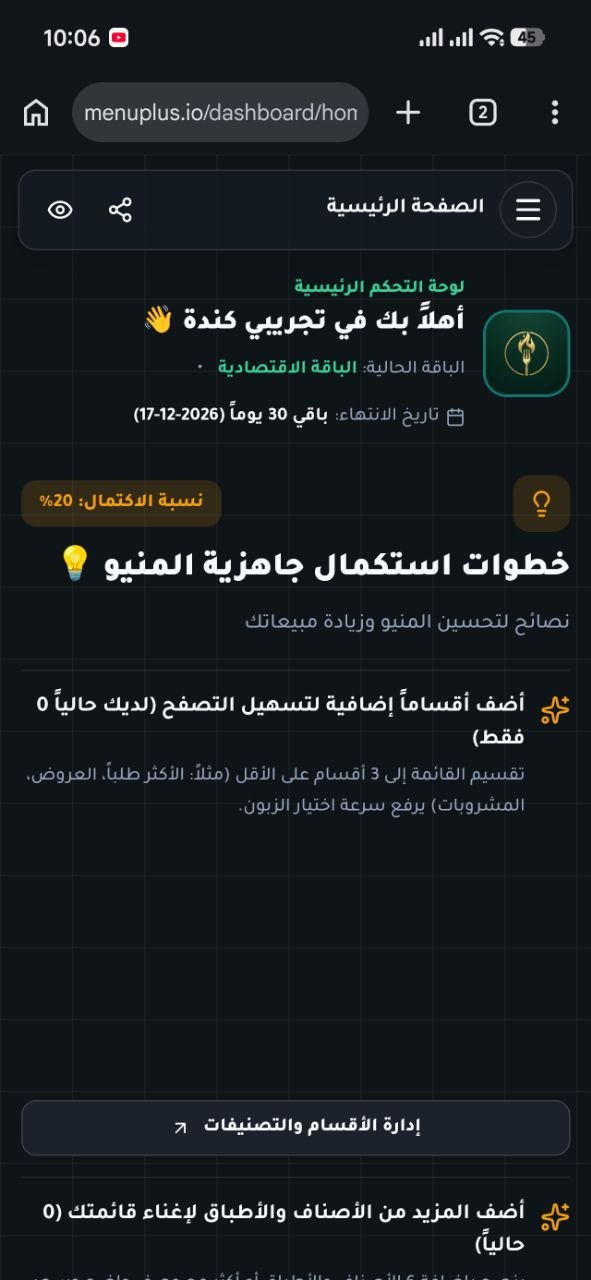 10:06
45
menuplus.io/dashboard/hon
2
الصفحة الرئيسية
لوحة التحكم الرئيسية
أهلاً بك في تجريبي كندة 👋
الباقة الحالية: الباقة الاقتصادية •
تاريخ الانتهاء: باقي 30 يوماً (2026-12-17)
نسبة الاكتمال: 20%
خطوات استكمال جاهزية المنيو 💡
نصائح لتحسين المنيو وزيادة مبيعاتك
أضف أقساماً إضافية لتسهيل التصفح (لديك حالياً 0
فقط)
تقسيم القائمة إلى 3 أقسام على الأقل (مثلاً: الأكثر طلباً، العروض،
المشروبات) يرفع سرعة اختيار الزبون.
إدارة الأقسام والتصنيفات
أضف المزيد من الأصناف والأطباق لإغناء قائمتك (0
حالياً)